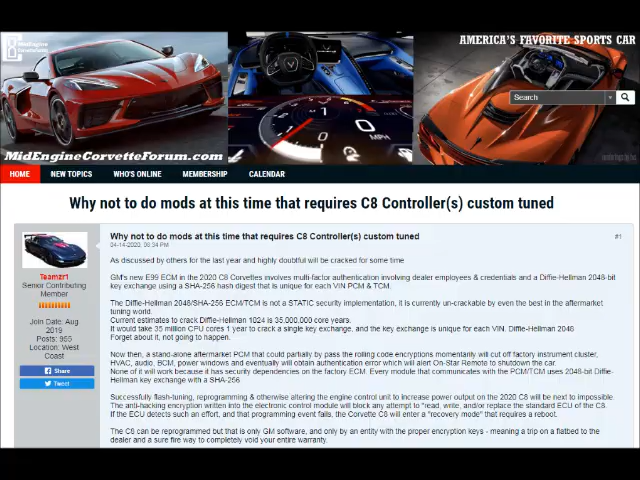 MidEngine
CorvetteForum
AMERICA'S FAVORITE SPORTS CAR
Search
MPH
MidEngineCorvetteForum.com
HOME NEW TOPICS WHO'S ONLINE MEMBERSHIP CALENDAR
Why not to do mods at this time that requires C8 Controller(s) custom tuned
Teamzr1
Senior Contributing
Member
Join Date: Aug
2019
Posts: 955
Location: West
Coast
Share
Tweet
Why not to do mods at this time that requires C8 Controller(s) custom tuned
#1
04-14-2020, 06:34 PM
As discussed by others for the last year and highly doubtful will be cracked for some time
GM's new E99 ECM in the 2020 C8 Corvettes involves multi-factor authentication involving dealer employees & credentials and a Diffie-Hellman 2048-bit
key exchange using a SHA-256 hash digest that is unique for each VIN PCM & TCM.
The Diffie-Hellman 2048/SHA-256 ECM/TCM is not a STATIC security implementation, it is currently un-crackable by even the best in the aftermarket
tuning world.
Current estimates to crack Diffie-Hellman 1024 is 35,000,000 core years.
It would take 35 million CPU cores 1 year to crack a single key exchange, and the key exchange is unique for each VIN. Diffie-Hellman 2048
Forget about it, not going to happen.
Now then, a stand-alone aftermarket PCM that could partially by pass the rolling code encryptions momentarily will cut off factory instrument cluster,
HVAC, audio, BCM, power windows and eventually will obtain authentication error which will alert On-Star Remote to shutdown the car.
None of it will work because it has security dependencies on the factory ECM. Every module that communicates with the PCM/TCM uses 2048-bit Diffie-
Hellman key exchange with a SHA-256
Successfully flash-tuning, reprogramming & otherwise altering the engine control unit to increase power output on the 2020 C8 will be next to impossible.
The anti-hacking encryption written into the electronic control module will block any attempt to "read, write, and/or replace the standard ECU of the C8.
If the ECU detects such an effort, and that programming event fails, the Corvette C8 will enter a "recovery mode" that requires a reboot.
The C8 can be reprogrammed but that is only GM software, and only by an entity with the proper encryption keys - meaning a trip on a flatbed to the
dealer and a sure fire way to completely void your entire warranty.